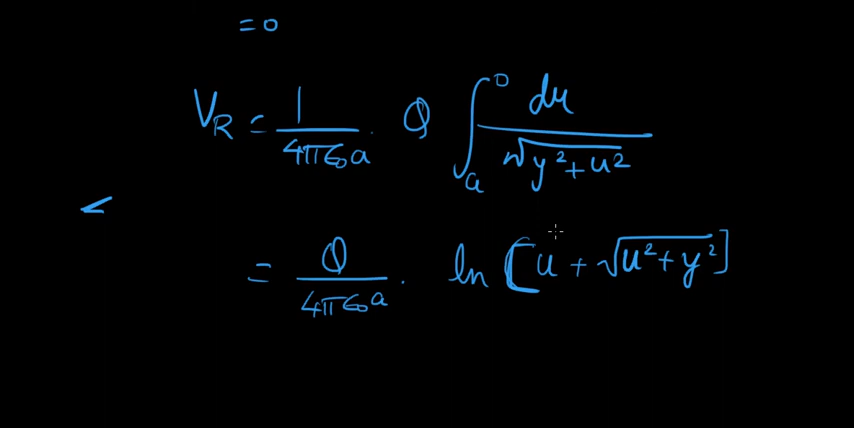 =0
V_R = 1/(4πϵ₀a) · Q ∫_a^0 du/√(y²+u²)
<
= Q/(4πϵ₀a) · ln [u + √(u²+y²)]